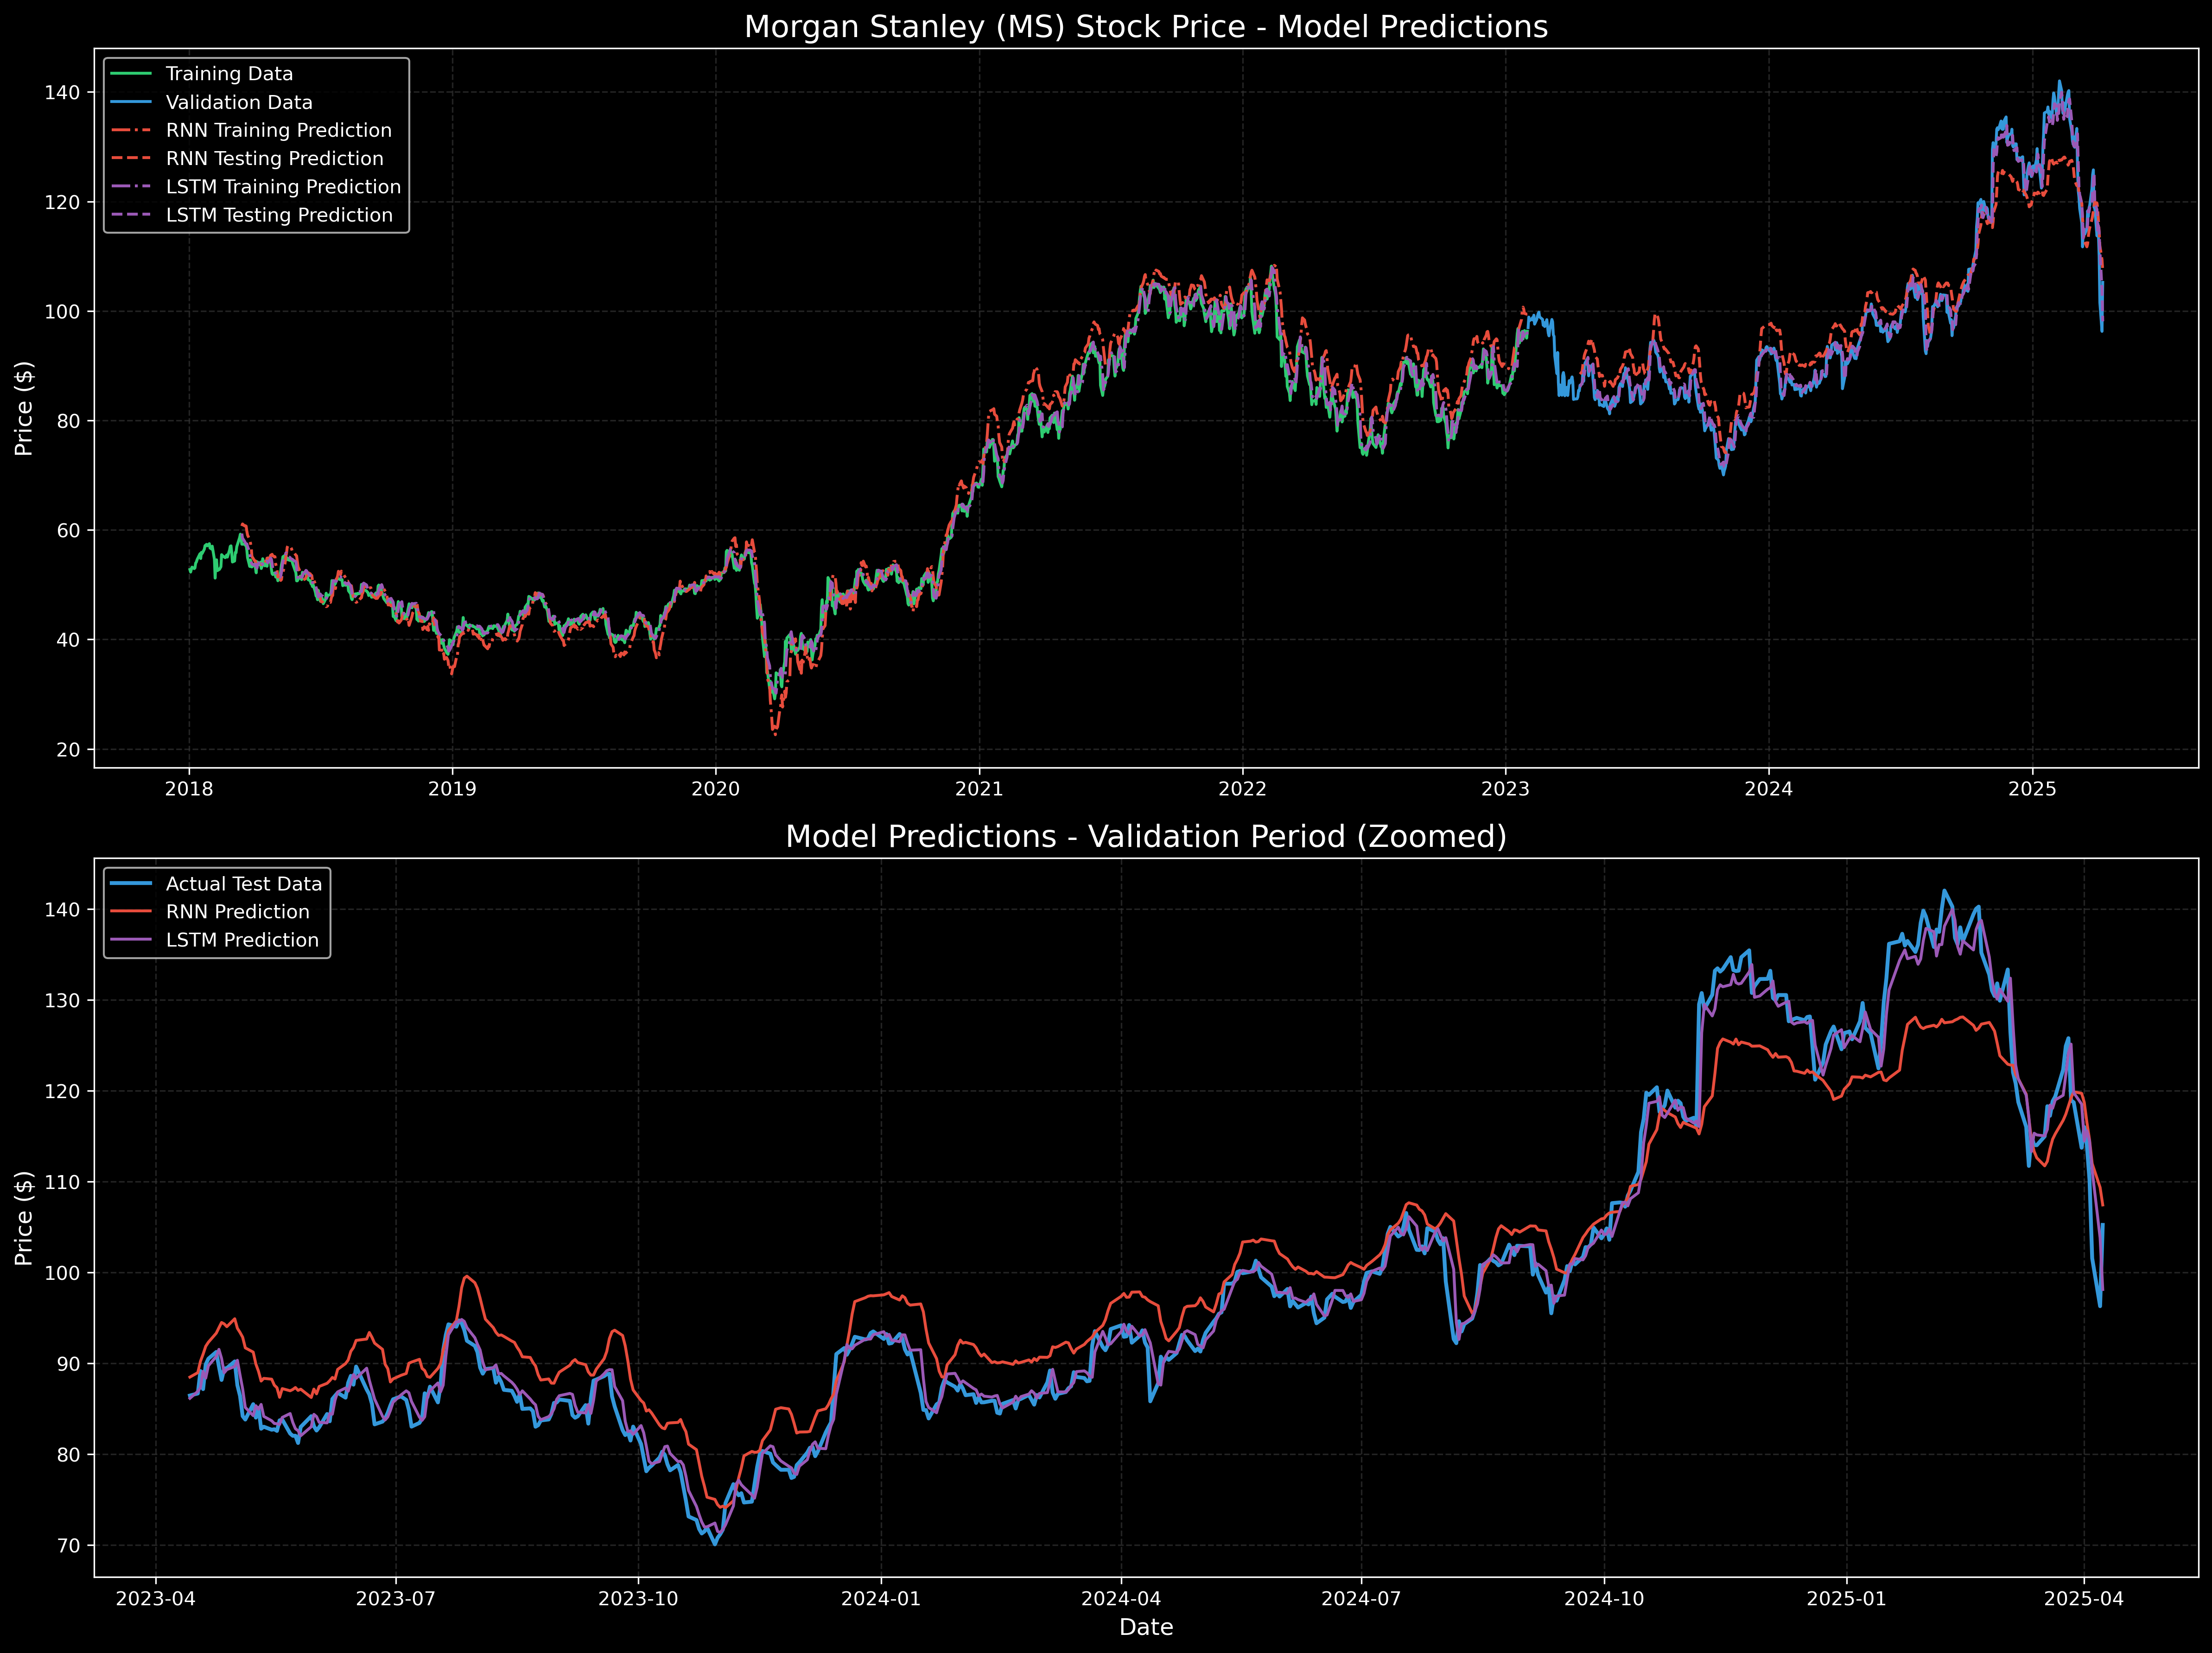 Morgan Stanley (MS) Stock Price - Model Predictions
Training Data
Validation Data
RNN Training Prediction
RNN Testing Prediction
LSTM Training Prediction
LSTM Testing Prediction
Price ($)
140
120
100
80
60
40
20
2018
2019
2020
2021
2022
2023
2024
2025
Model Predictions - Validation Period (Zoomed)
Actual Test Data
RNN Prediction
LSTM Prediction
Price ($)
140
130
120
110
100
90
80
70
2023-04
2023-07
2023-10
2024-01
2024-04
2024-07
2024-10
2025-01
2025-04
Date